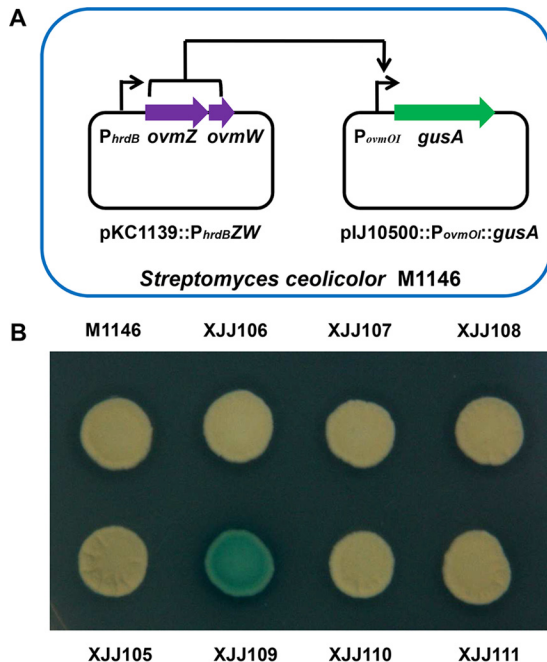 A
PhrdB ovmZ ovmW
PovmOI gusA
pKC1139::PhrdBZW
pIJ10500::PovmOI::gusA
Streptomyces ceolicolor M1146
B
M1146 XJJ106 XJJ107 XJJ108
XJJ105 XJJ109 XJJ110 XJJ111